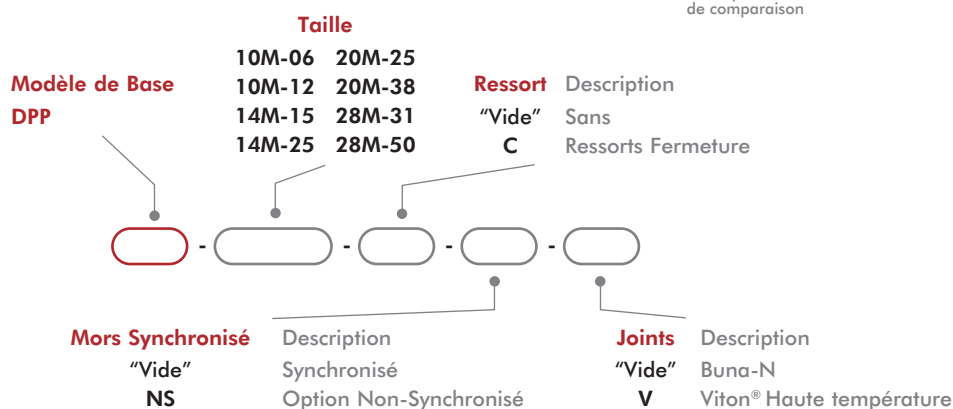 de comparaison
Taille
10M-06 20M-25
10M-12 20M-38
14M-15 28M-31
14M-25 28M-50
Modèle de Base
DPP
Ressort Description
“Vide” Sans
C Ressorts Fermeture
- - - -
Mors Synchronisé Description
“Vide” Synchronisé
NS Option Non-Synchronisé
Joints Description
“Vide” Buna-N
V Viton® Haute température